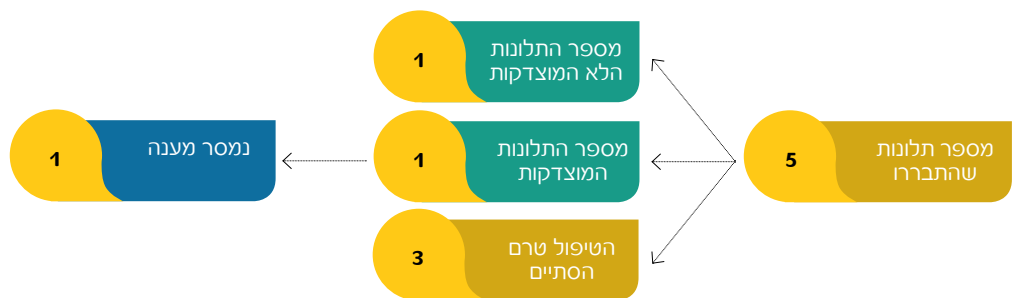 מספר תלונות
שהתבררו
5
מספר התלונות
הלא המוצדקות
1
מספר התלונות
המוצדקות
1
הטיפול טרם
הסתיים
3
נמסר מענה
1